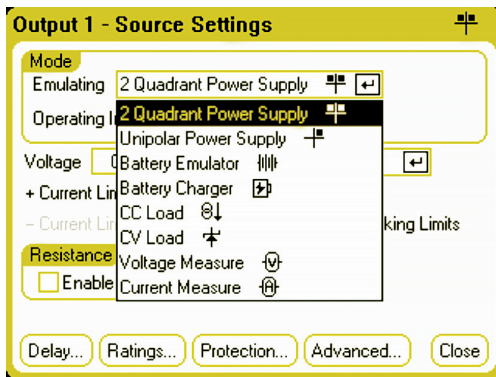 Output 1 - Source Settings
Mode
Emulating 2 Quadrant Power Supply
Operating
2 Quadrant Power Supply
Unipolar Power Supply
Voltage
Battery Emulator
+ Current Lim
Battery Charger
CC Load
- Current Lim
king Limits
CV Load
Resistance
Voltage Measure
Enable
Current Measure
Delay... Ratings... Protection... Advanced... Close